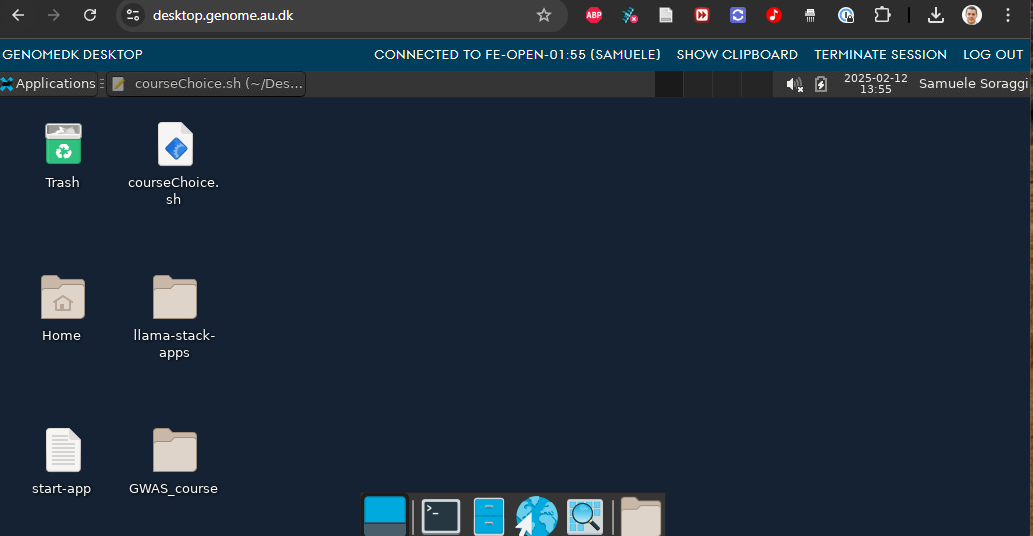 desktop.genome.au.dk
ABP
GENOMEDK DESKTOP
CONNECTED TO FE-OPEN-01:55 (SAMUELE)
SHOW CLIPBOARD
TERMINATE SESSION
LOG OUT
Applications
courseChoice.sh (~/Des...
2025-02-12
13:55
Samuele Soraggi
Trash
courseChoice.
sh
Home
llama-stack-
apps
start-app
GWAS_course